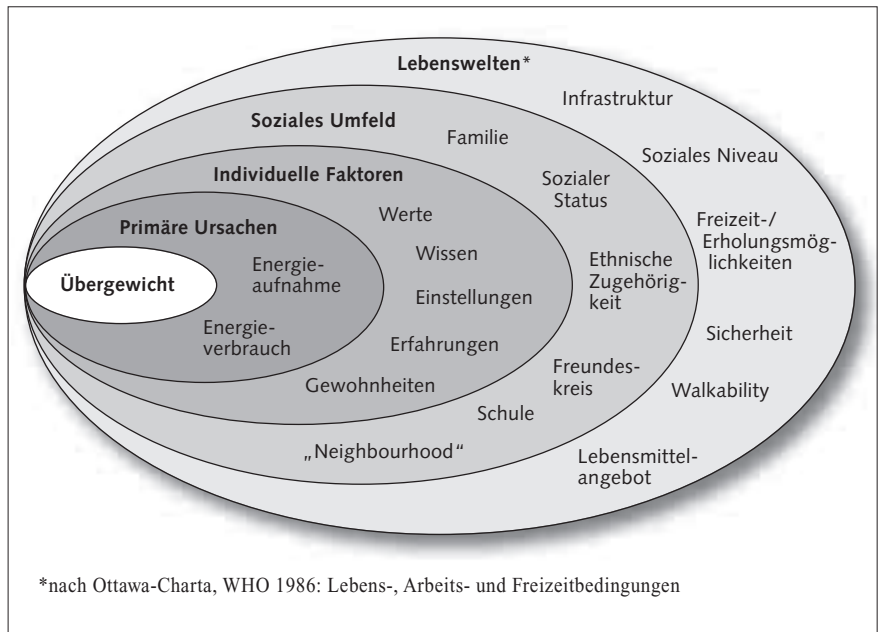 Lebenswelten*
Infrastruktur
Soziales Niveau
Freizeit-/
Erholungsmög-
lichkeiten
Sicherheit
Walkability
Lebensmittel-
angebot
Soziales Umfeld
Familie
Sozialer
Status
Ethnische
Zugehörig-
keit
Freundes-
kreis
Schule
„Neighbourhood“
Individuelle Faktoren
Werte
Wissen
Einstellungen
Erfahrungen
Gewohnheiten
Primäre Ursachen
Energie-
aufnahme
Energie-
verbrauch
Übergewicht
*nach Ottawa-Charta, WHO 1986: Lebens-, Arbeits- und Freizeitbedingungen